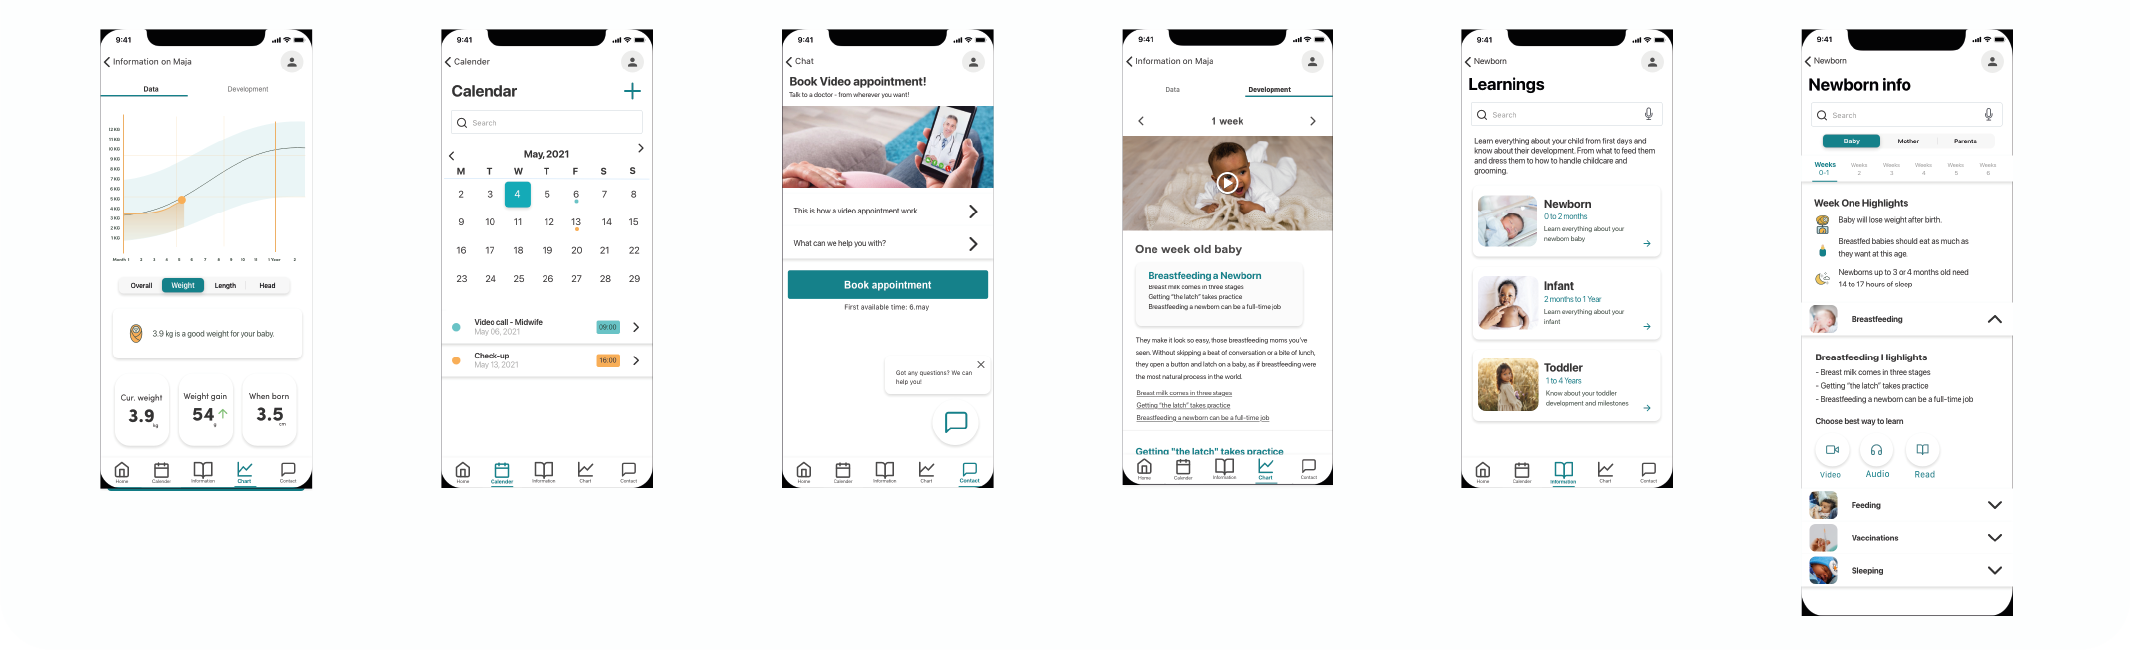 9:41
Information on Maja
Data
Development
12 KG
11 KG
10 KG
9 KG
8 KG
7 KG
6 KG
5 KG
4 KG
3 KG
2 KG
1 KG
Month 1 2 3 4 5 6 7 8 9 10 11 1 Year 2
Overall
Weight
Length
Head
3.9 kg is a good weight for your baby.
Cur. weight
3.9
kg
Weight gain
54
g
When born
3.5
cm
Home
Calender
Information
Chart
Contact
9:41
Calender
Calendar
Search
May, 2021
M T W T F S S
2 3 4 5 6 7 8
9 10 11 12 13 14 15
16 17 18 19 20 21 22
23 24 25 26 27 28 29
Video call - Midwife
May 06, 2021
09:00
Check-up
May 13, 2021
16:00
Home
Calender
Information
Chart
Contact
9:41
Chat
Book Video appointment!
Talk to a doctor - from wherever you want!
This is how a video appointment work
What can we help you with?
Book appointment
First available time: 6.may
Got any questions? We can
help you!
Home
Calender
Information
Chart
Contact
9:41
Information on Maja
Data
Development
1 week
One week old baby
Breastfeeding a Newborn
Breast milk comes in three stages
Getting "the latch" takes practice
Breastfeeding a newborn can be a full-time job
They make it look so easy, those breastfeeding moms you've
seen. Without skipping a beat of conversation or a bite of lunch,
they open a button and latch on a baby, as if breastfeeding were
the most natural process in the world.
Breast milk comes in three stages
Getting "the latch" takes practice
Breastfeeding a newborn can be a full-time job
Getting "the latch" takes practice
Home
Calender
Information
Chart
Contact
9:41
Newborn
Learnings
Search
Learn everything about your child from first days and
know about their development. From what to feed them
and dress them to how to handle childcare and
grooming.
Newborn
0 to 2 months
Learn everything about your
newborn baby
Infant
2 months to 1 Year
Learn everything about your
infant
Toddler
1 to 4 Years
Know about your toddler
development and milestones
Home
Calender
Information
Chart
Contact
9:41
Newborn
Newborn info
Search
Baby
Mother
Parents
Weeks
0-1
Weeks
2
Weeks
3
Weeks
4
Weeks
5
Weeks
6
Week One Highlights
Baby will lose weight after birth.
Breastfed babies should eat as much as
they want at this age.
Newborns up to 3 or 4 months old need
14 to 17 hours of sleep
Breastfeeding
Breastfeeding Highlights
- Breast milk comes in three stages
- Getting "the latch" takes practice
- Breastfeeding a newborn can be a full-time job
Choose best way to learn
Video
Audio
Read
Feeding
Vaccinations
Sleeping